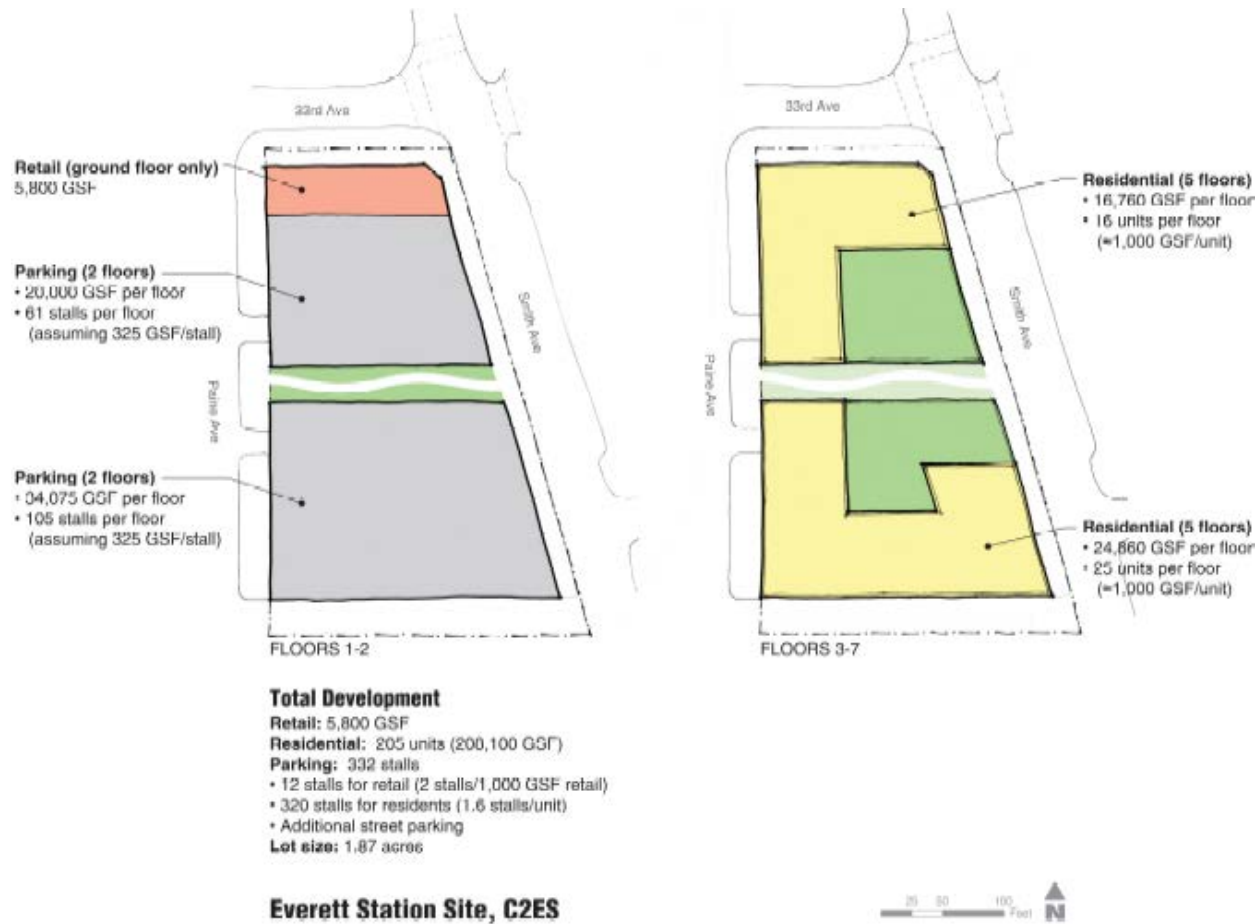 33rd Ave
Retail (ground floor only)
5,800 GSF
Parking (2 floors)
• 20,000 GSF per floor
• 61 stalls per floor
(assuming 325 GSF/stall)
Smith Ave
Paine Ave
Parking (2 floors)
• 34,075 GSF per floor
• 105 stalls per floor
(assuming 325 GSF/stall)
FLOORS 1-2
33rd Ave
Residential (5 floors)
• 16,760 GSF per floor
• 16 units per floor
(≈1,000 GSF/unit)
Smith Ave
Paine Ave
Residential (5 floors)
• 24,860 GSF per floor
• 25 units per floor
(≈1,000 GSF/unit)
FLOORS 3-7
Total Development
Retail: 5,800 GSF
Residential: 205 units (200,100 GSF)
Parking: 332 stalls
• 12 stalls for retail (2 stalls/1,000 GSF retail)
• 320 stalls for residents (1.6 stalls/unit)
• Additional street parking
Lot size: 1.87 acres
Everett Station Site, C2ES
25 50 100
Feet
N